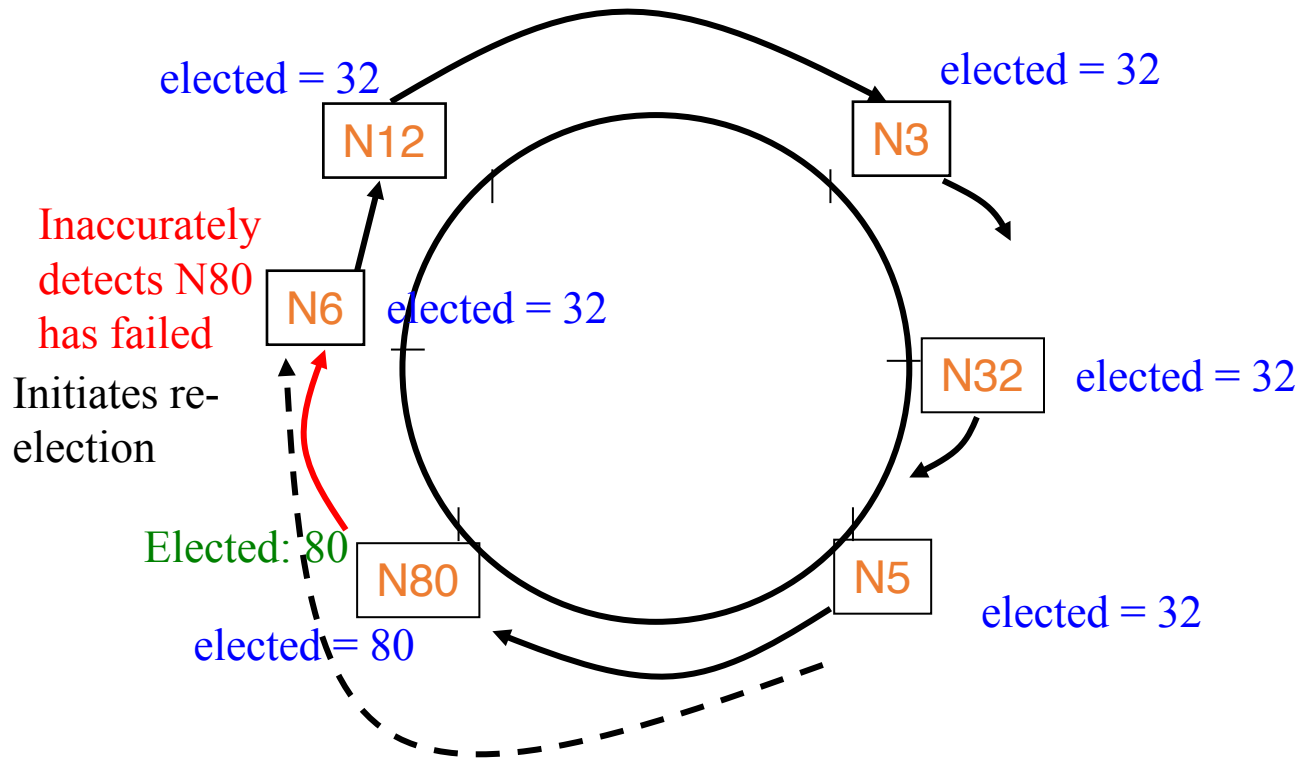 elected = 32
elected = 32
N12
N3
Inaccurately
detects N80
has failed
N6
elected = 32
N32
elected = 32
Initiates re-
election
Elected: 80
N80
N5
elected = 32
elected = 80